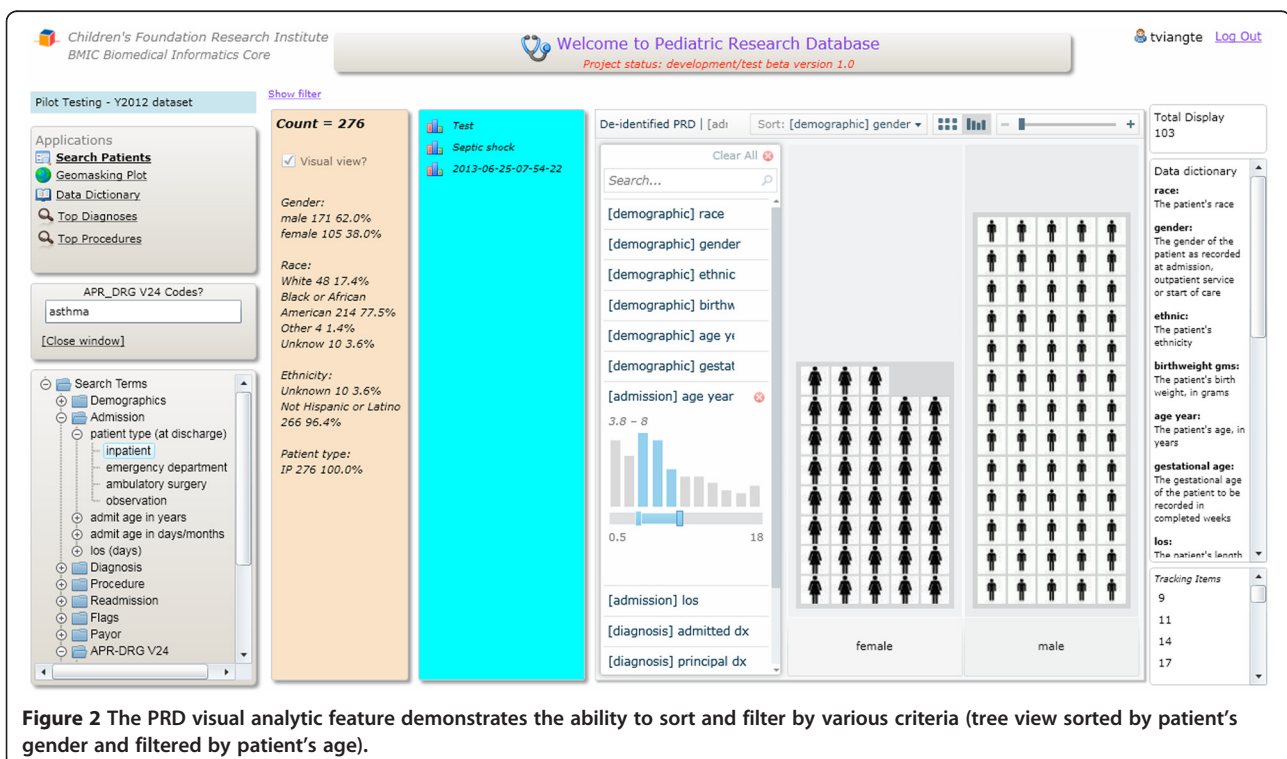 Children's Foundation Research Institute
BMIC Biomedical Informatics Core
Welcome to Pediatric Research Database
Project status: development/test beta version 1.0
tviangte Log Out
Pilot Testing - Y2012 dataset
Applications
Search Patients
Geomasking Plot
Data Dictionary
Top Diagnoses
Top Procedures
APR_DRG V24 Codes?
asthma
[Close window]
Search Terms
Demographics
Admission
patient type (at discharge)
inpatient
emergency department
ambulatory surgery
observation
admit age in years
admit age in days/months
los (days)
Diagnosis
Procedure
Readmission
Flags
Payor
APR-DRG V24
Show filter
Count = 276
Visual view?
Gender:
male 171 62.0%
female 105 38.0%
Race:
White 48 17.4%
Black or African
American 214 77.5%
Other 4 1.4%
Unknow 10 3.6%
Ethnicity:
Unknown 10 3.6%
Not Hispanic or Latino
266 96.4%
Patient type:
IP 276 100.0%
Test
Septic shock
2013-06-25-07-54-22
De-identified PRD | [adı Sort: [demographic] gender
Clear All
Search...
[demographic] race
[demographic] gender
[demographic] ethnic
[demographic] birthw
[demographic] age ye
[demographic] gestat
[admission] age year
3.8 – 8
0.5 18
[admission] los
[diagnosis] admitted dx
[diagnosis] principal dx
female
male
Total Display
103
Data dictionary
race:
The patient's race
gender:
The gender of the
patient as recorded
at admission,
outpatient service
or start of care
ethnic:
The patient's
ethnicity
birthweight gms:
The patient's birth
weight, in grams
age year:
The patient's age, in
years
gestational age:
The gestational age
of the patient to be
recorded in
completed weeks
los:
The patient's length
Tracking Items
9
11
14
17
Figure 2 The PRD visual analytic feature demonstrates the ability to sort and filter by various criteria (tree view sorted by patient's
gender and filtered by patient's age).